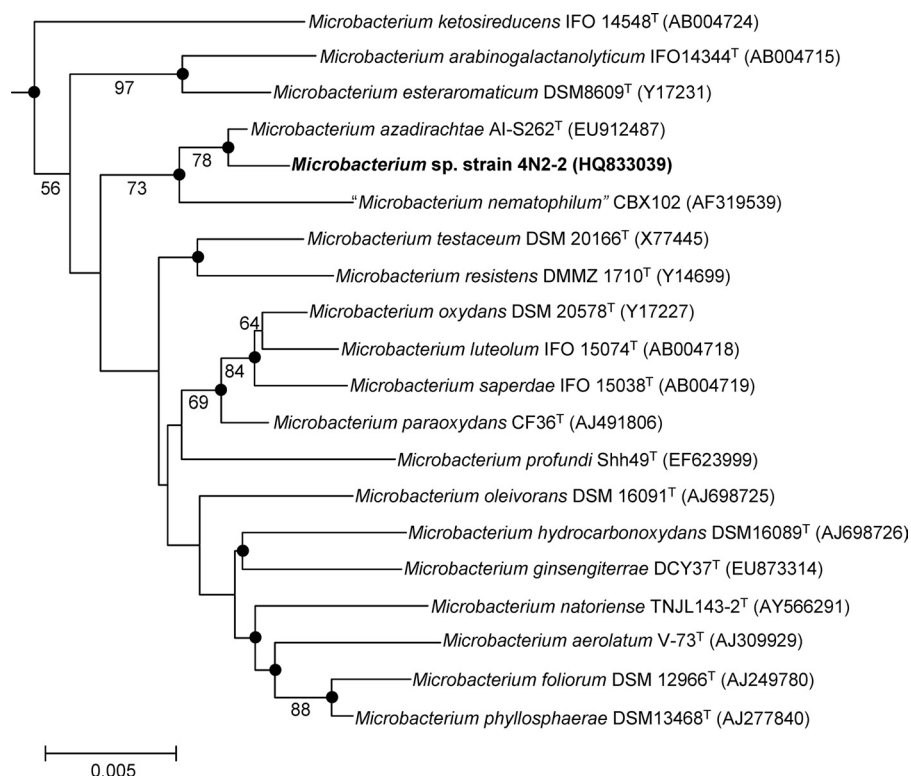 Microbacterium ketosireducens IFO 14548ᵀ (AB004724)
Microbacterium arabinogalactanolyticum IFO14344ᵀ (AB004715)
97
Microbacterium esteraromaticum DSM8609ᵀ (Y17231)
Microbacterium azadirachtae AI-S262ᵀ (EU912487)
78
Microbacterium sp. strain 4N2-2 (HQ833039)
56
73
“Microbacterium nematophilum” CBX102 (AF319539)
Microbacterium testaceum DSM 20166ᵀ (X77445)
Microbacterium resistens DMMZ 1710ᵀ (Y14699)
Microbacterium oxydans DSM 20578ᵀ (Y17227)
64
Microbacterium luteolum IFO 15074ᵀ (AB004718)
84
Microbacterium saperdae IFO 15038ᵀ (AB004719)
69
Microbacterium paraoxydans CF36ᵀ (AJ491806)
Microbacterium profundi Shh49ᵀ (EF623999)
Microbacterium oleivorans DSM 16091ᵀ (AJ698725)
Microbacterium hydrocarbonoxydans DSM16089ᵀ (AJ698726)
Microbacterium ginsengiterrae DCY37ᵀ (EU873314)
Microbacterium natoriense TNJL143-2ᵀ (AY566291)
Microbacterium aerolatum V-73ᵀ (AJ309929)
Microbacterium foliorum DSM 12966ᵀ (AJ249780)
88
Microbacterium phyllosphaerae DSM13468ᵀ (AJ277840)
0.005